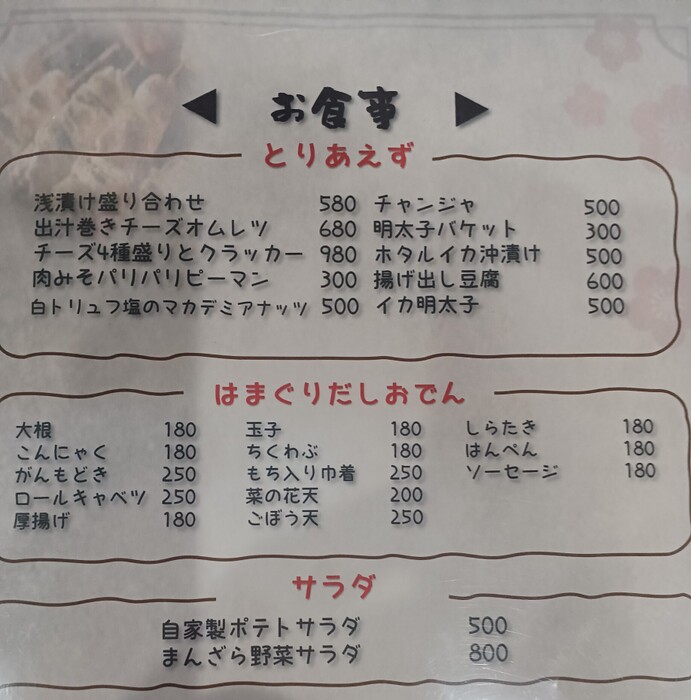 お食事
とりあえず
浅漬け盛り合わせ 580 チャンジャ 500
出汁巻きチーズオムレツ 680 明太子バケット 300
チーズ4種盛りとクラッカー 980 ホタルイカ沖漬け 500
肉みそパリパリピーマン 300 揚げ出し豆腐 600
白トリュフ塩のマカデミアナッツ 500 イカ明太子 500
はまぐりだしおでん
大根 180 玉子 180 しらたき 180
こんにゃく 180 ちくわぶ 180 はんぺん 180
がんもどき 250 もち入り巾着 250 ソーセージ 180
ロールキャベツ 250 菜の花天 200
厚揚げ 180 ごぼう天 250
サラダ
自家製ポテトサラダ 500
まんざら野菜サラダ 800